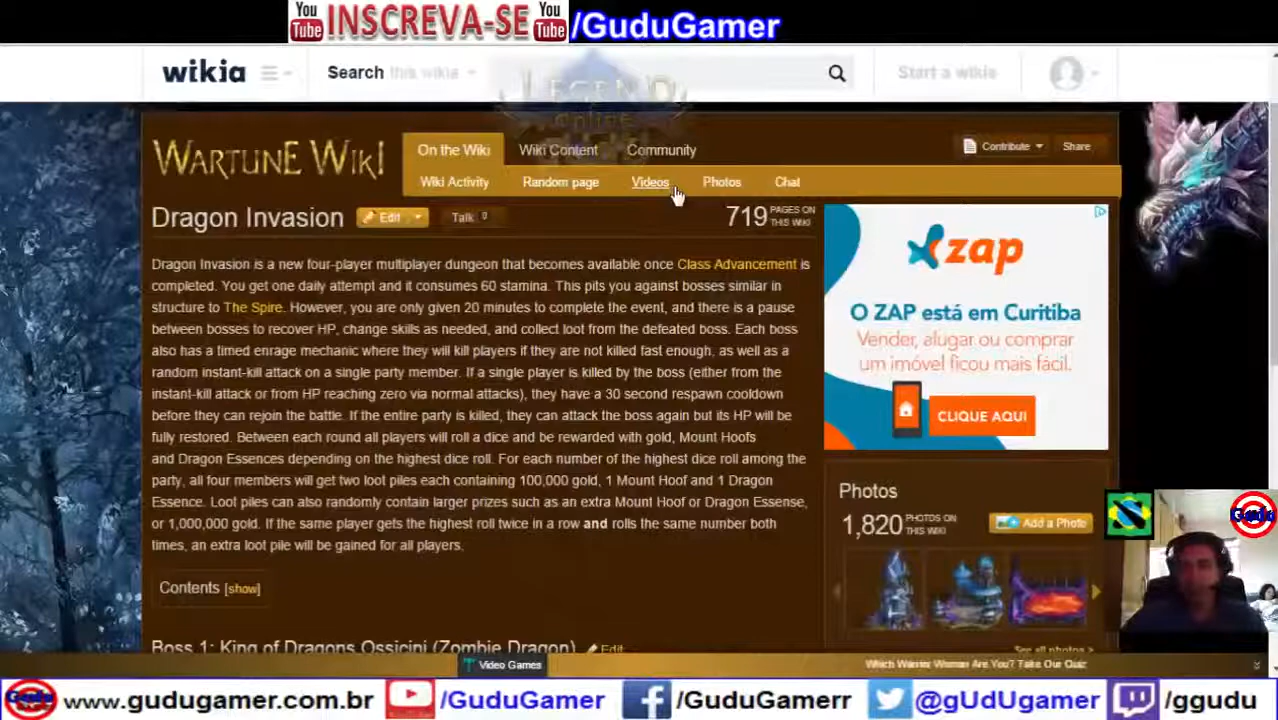 You Tube INSCREVA-SE You Tube /GuduGamer
wikia
Search this wikia
Start a wikia
LEGEND
Online
WARTUNE WIKI
On the Wiki
Wiki Content
Community
Contribute
Share
Wiki Activity
Random page
Videos
Photos
Chat
Dragon Invasion
Edit
Talk 0
719 PAGES ON THIS WIKI
Dragon Invasion is a new four-player multiplayer dungeon that becomes available once Class Advancement is
completed. You get one daily attempt and it consumes 60 stamina. This pits you against bosses similar in
structure to The Spire. However, you are only given 20 minutes to complete the event, and there is a pause
between bosses to recover HP, change skills as needed, and collect loot from the defeated boss. Each boss
also has a timed enrage mechanic where they will kill players if they are not killed fast enough, as well as a
random instant-kill attack on a single party member. If a single player is killed by the boss (either from the
instant-kill attack or from HP reaching zero via normal attacks), they have a 30 second respawn cooldown
before they can rejoin the battle. If the entire party is killed, they can attack the boss again but its HP will be
fully restored. Between each round all players will roll a dice and be rewarded with gold, Mount Hoofs
and Dragon Essences depending on the highest dice roll. For each number of the highest dice roll among the
party, all four members will get two loot piles each containing 100,000 gold, 1 Mount Hoof and 1 Dragon
Essence. Loot piles can also randomly contain larger prizes such as an extra Mount Hoof or Dragon Essense,
or 1,000,000 gold. If the same player gets the highest roll twice in a row and rolls the same number both
times, an extra loot pile will be gained for all players.
Contents [show]
Boss 1: King of Dragons Ossicini (Zombie Dragon)
Edit
zap
O ZAP está em Curitiba
Vender, alugar ou comprar
um imóvel ficou mais fácil.
CLIQUE AQUI
Photos
1,820 PHOTOS ON THIS WIKI
Add a Photo
See all photos >
Gudu
Video Games
Which Warrior Woman Are You? Take Our Quiz
Gudu www.gudugamer.com.br /GuduGamer /GuduGamerr @gUdUgamer /ggudu